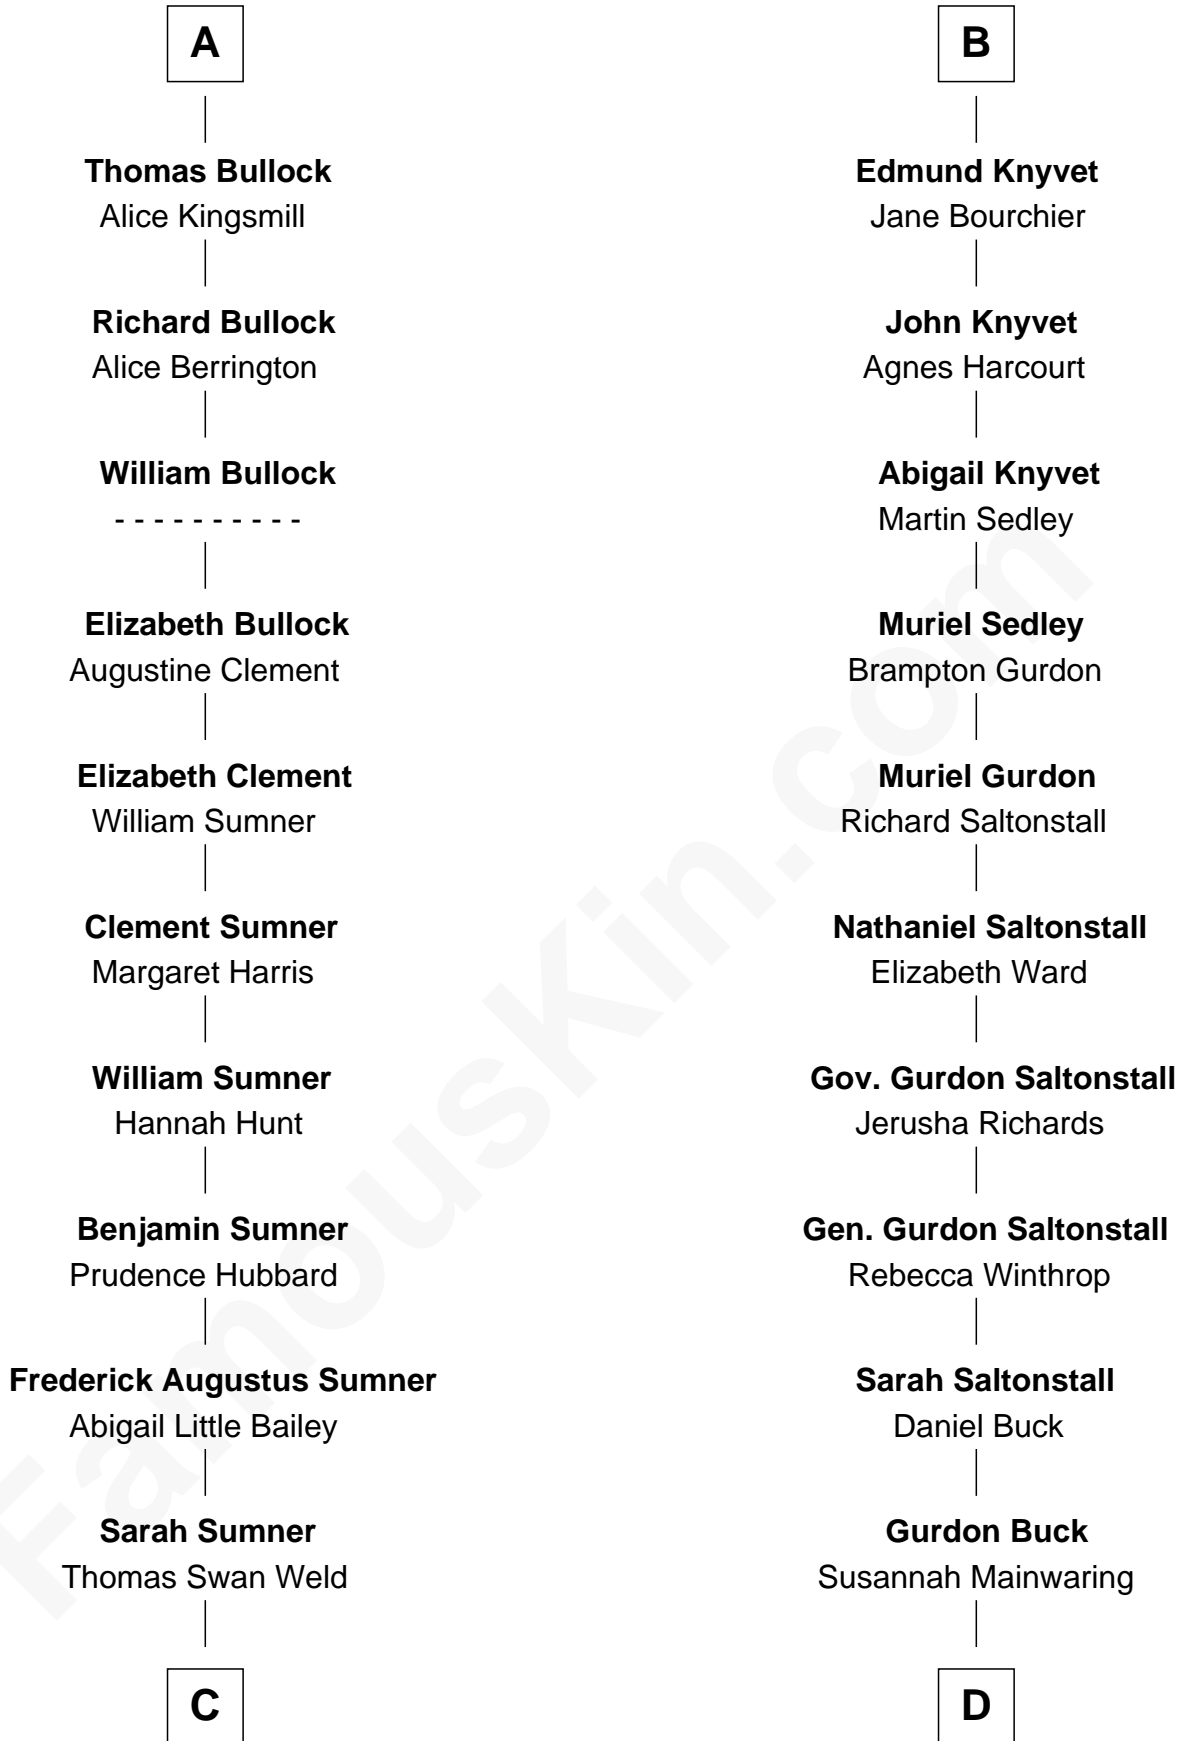 A
Thomas Bullock
Alice Kingsmill
Richard Bullock
Alice Berrington
William Bullock
- - - - - - - - - -
Elizabeth Bullock
Augustine Clement
Elizabeth Clement
William Sumner
Clement Sumner
Margaret Harris
William Sumner
Hannah Hunt
Benjamin Sumner
Prudence Hubbard
Frederick Augustus Sumner
Abigail Little Bailey
Sarah Sumner
Thomas Swan Weld
C
B
Edmund Knyvet
Jane Bourchier
John Knyvet
Agnes Harcourt
Abigail Knyvet
Martin Sedley
Muriel Sedley
Brampton Gurdon
Muriel Gurdon
Richard Saltonstall
Nathaniel Saltonstall
Elizabeth Ward
Gov. Gurdon Saltonstall
Jerusha Richards
Gen. Gurdon Saltonstall
Rebecca Winthrop
Sarah Saltonstall
Daniel Buck
Gurdon Buck
Susannah Mainwaring
D
FamousKin.com